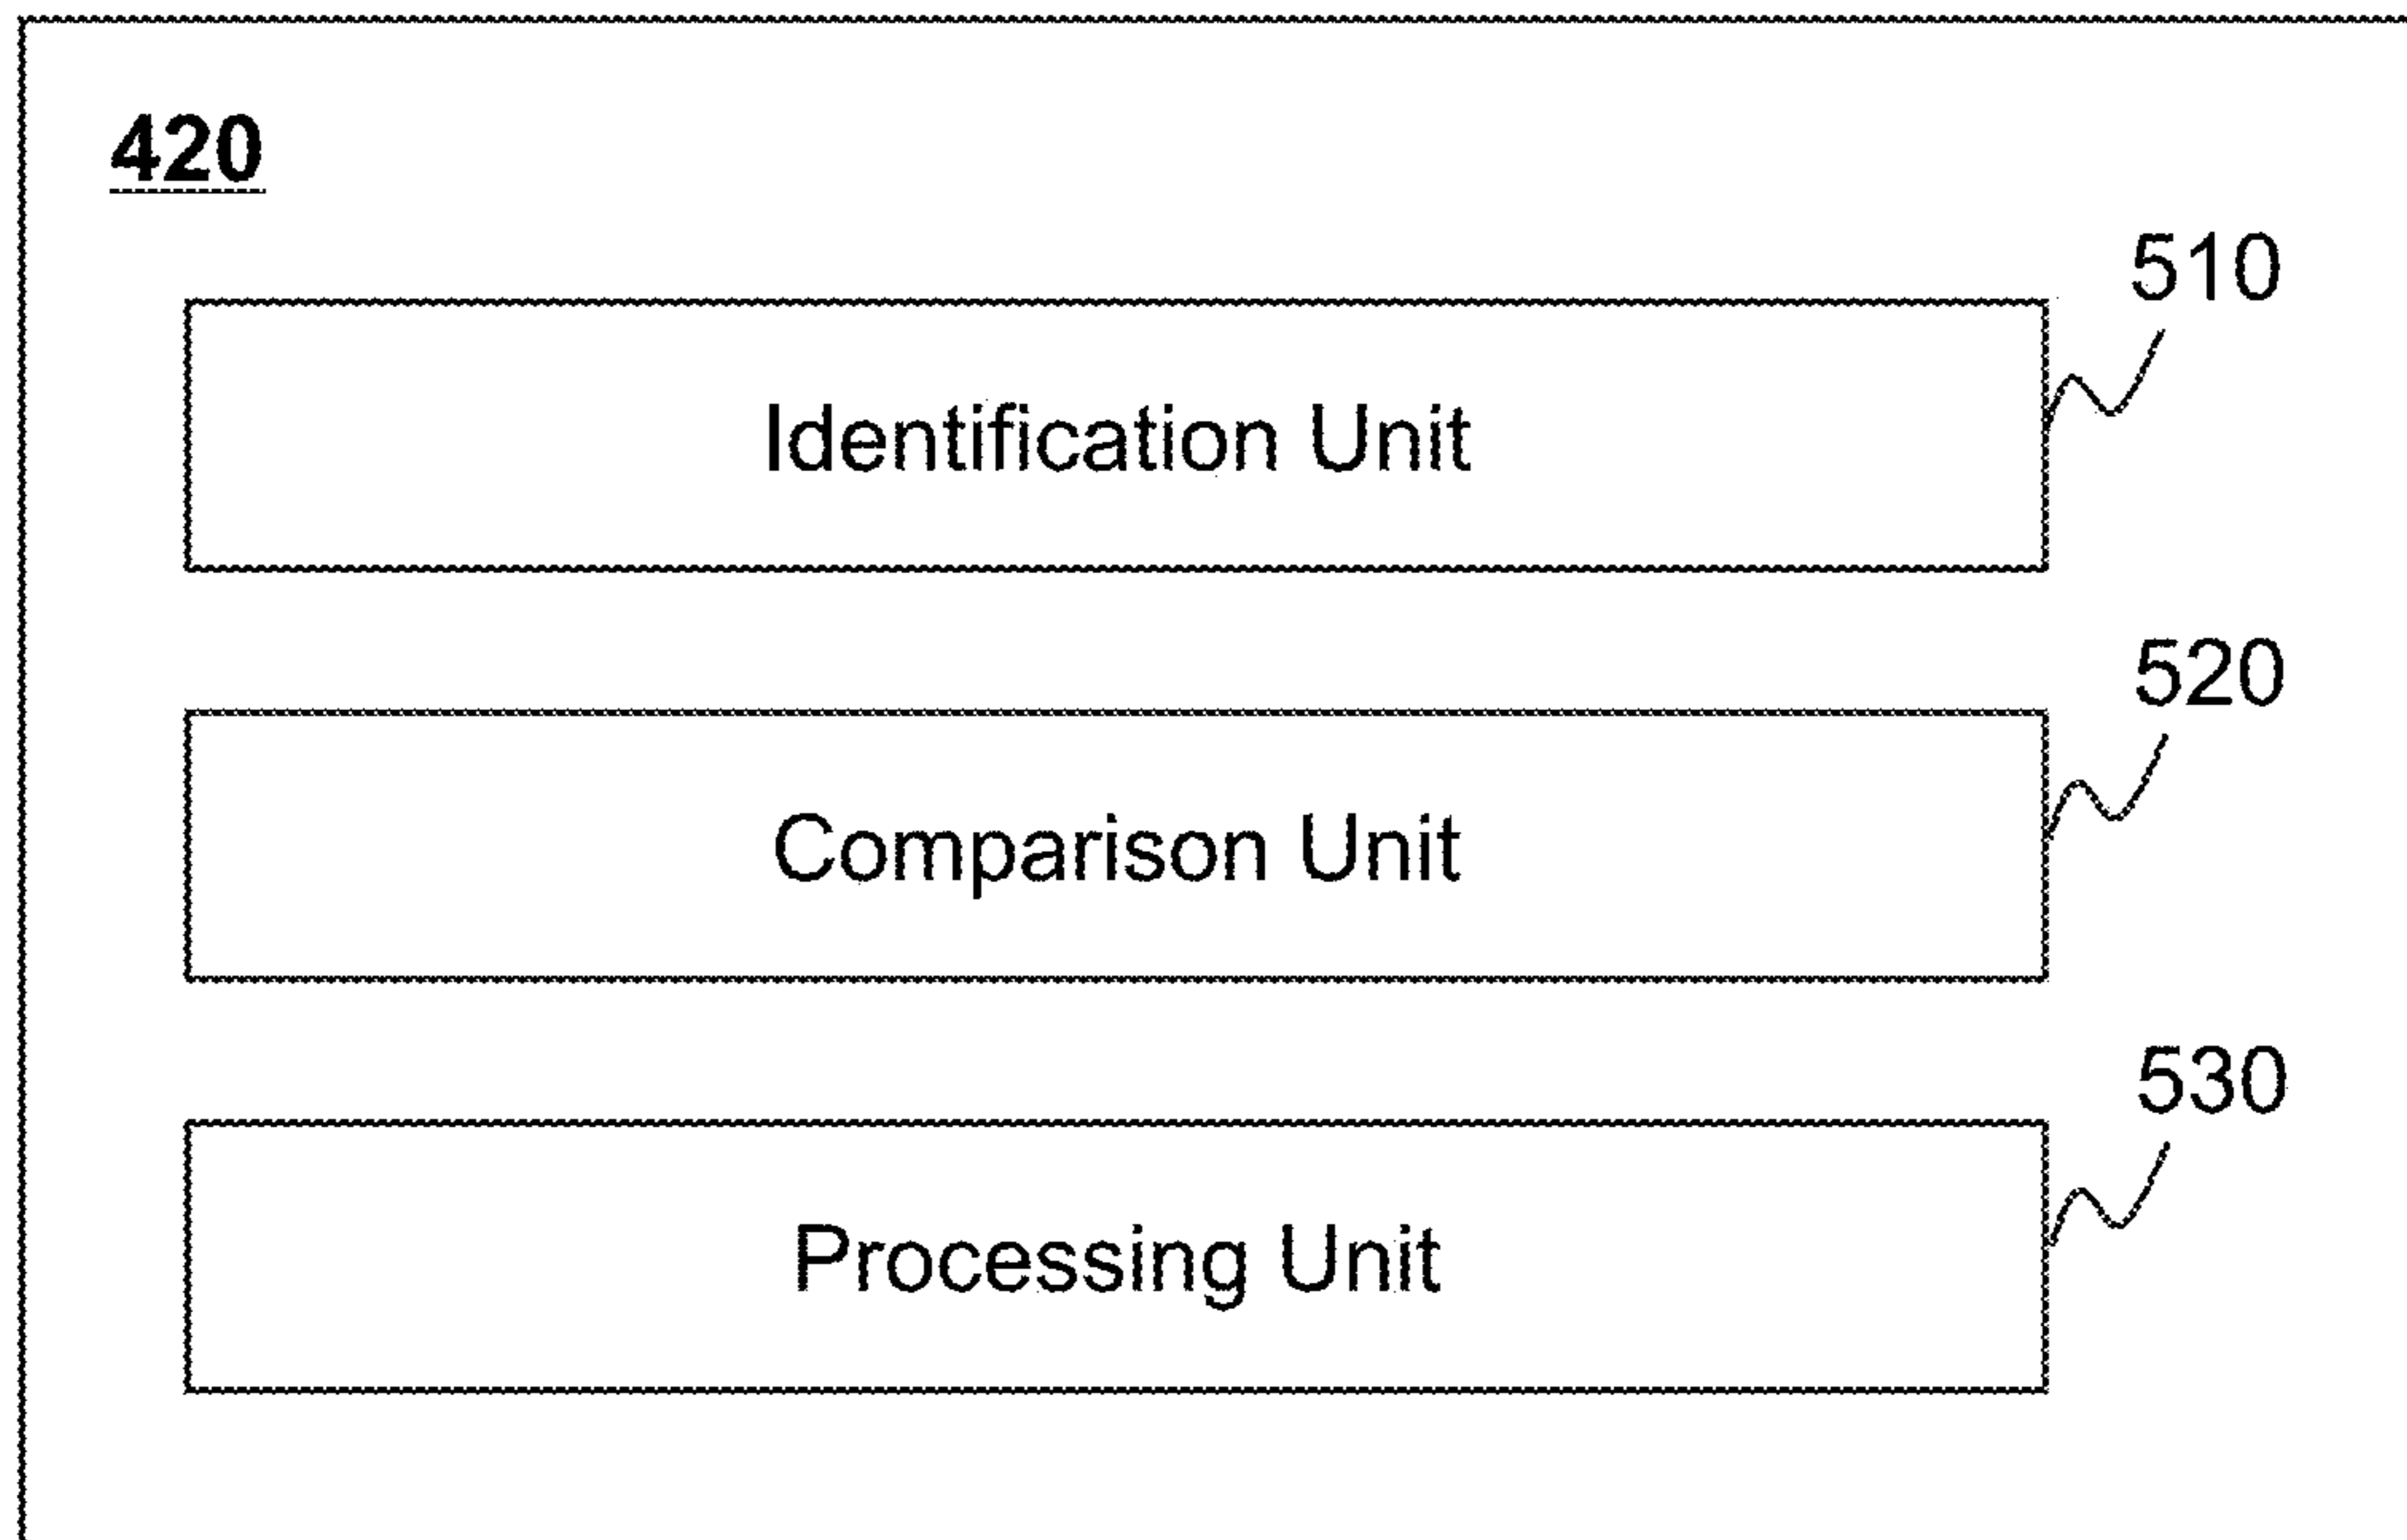 420
510
Identification Unit
520
Comparison Unit
530
Processing Unit